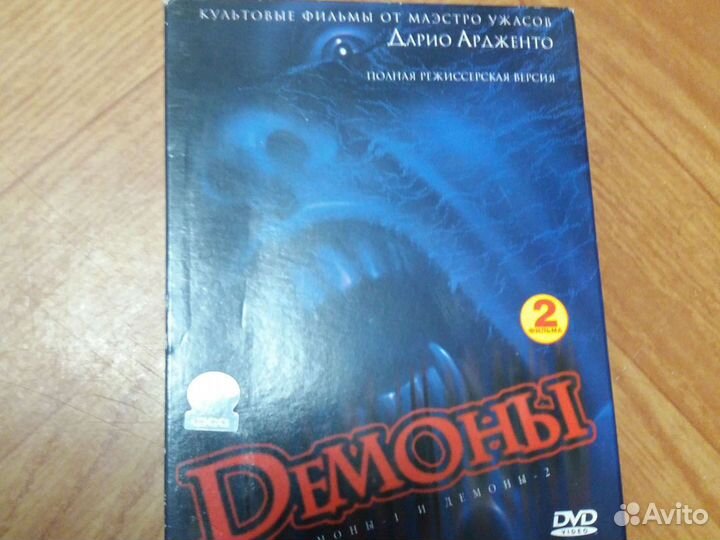 КУЛЬТОВЫЕ ФИЛЬМЫ ОТ МАЭСТРО УЖАСОВ
ДАРИО АРДЖЕНТО
ПОЛНАЯ РЕЖИССЕРСКАЯ ВЕРСИЯ
2
ФИЛЬМА
ДЕМОНЫ
И ДЕМОНЫ - 2
DVD
VIDEO
Avito